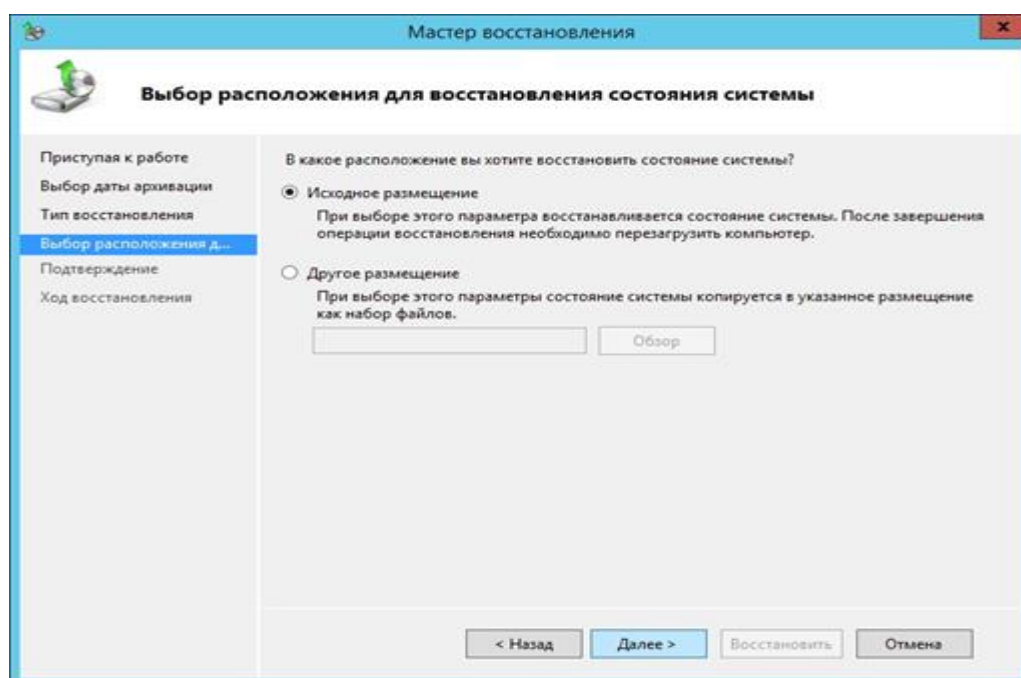 Мастер восстановления
Выбор расположения для восстановления состояния системы
Приступая к работе
Выбор даты архивации
Тип восстановления
Выбор расположения д...
Подтверждение
Ход восстановления
В какое расположение вы хотите восстановить состояние системы?
Исходное размещение
При выборе этого параметра восстанавливается состояние системы. После завершения
операции восстановления необходимо перезагрузить компьютер.
Другое размещение
При выборе этого параметры состояние системы копируется в указанное размещение
как набор файлов.
Обзор
< Назад
Далее >
Восстановить
Отмена